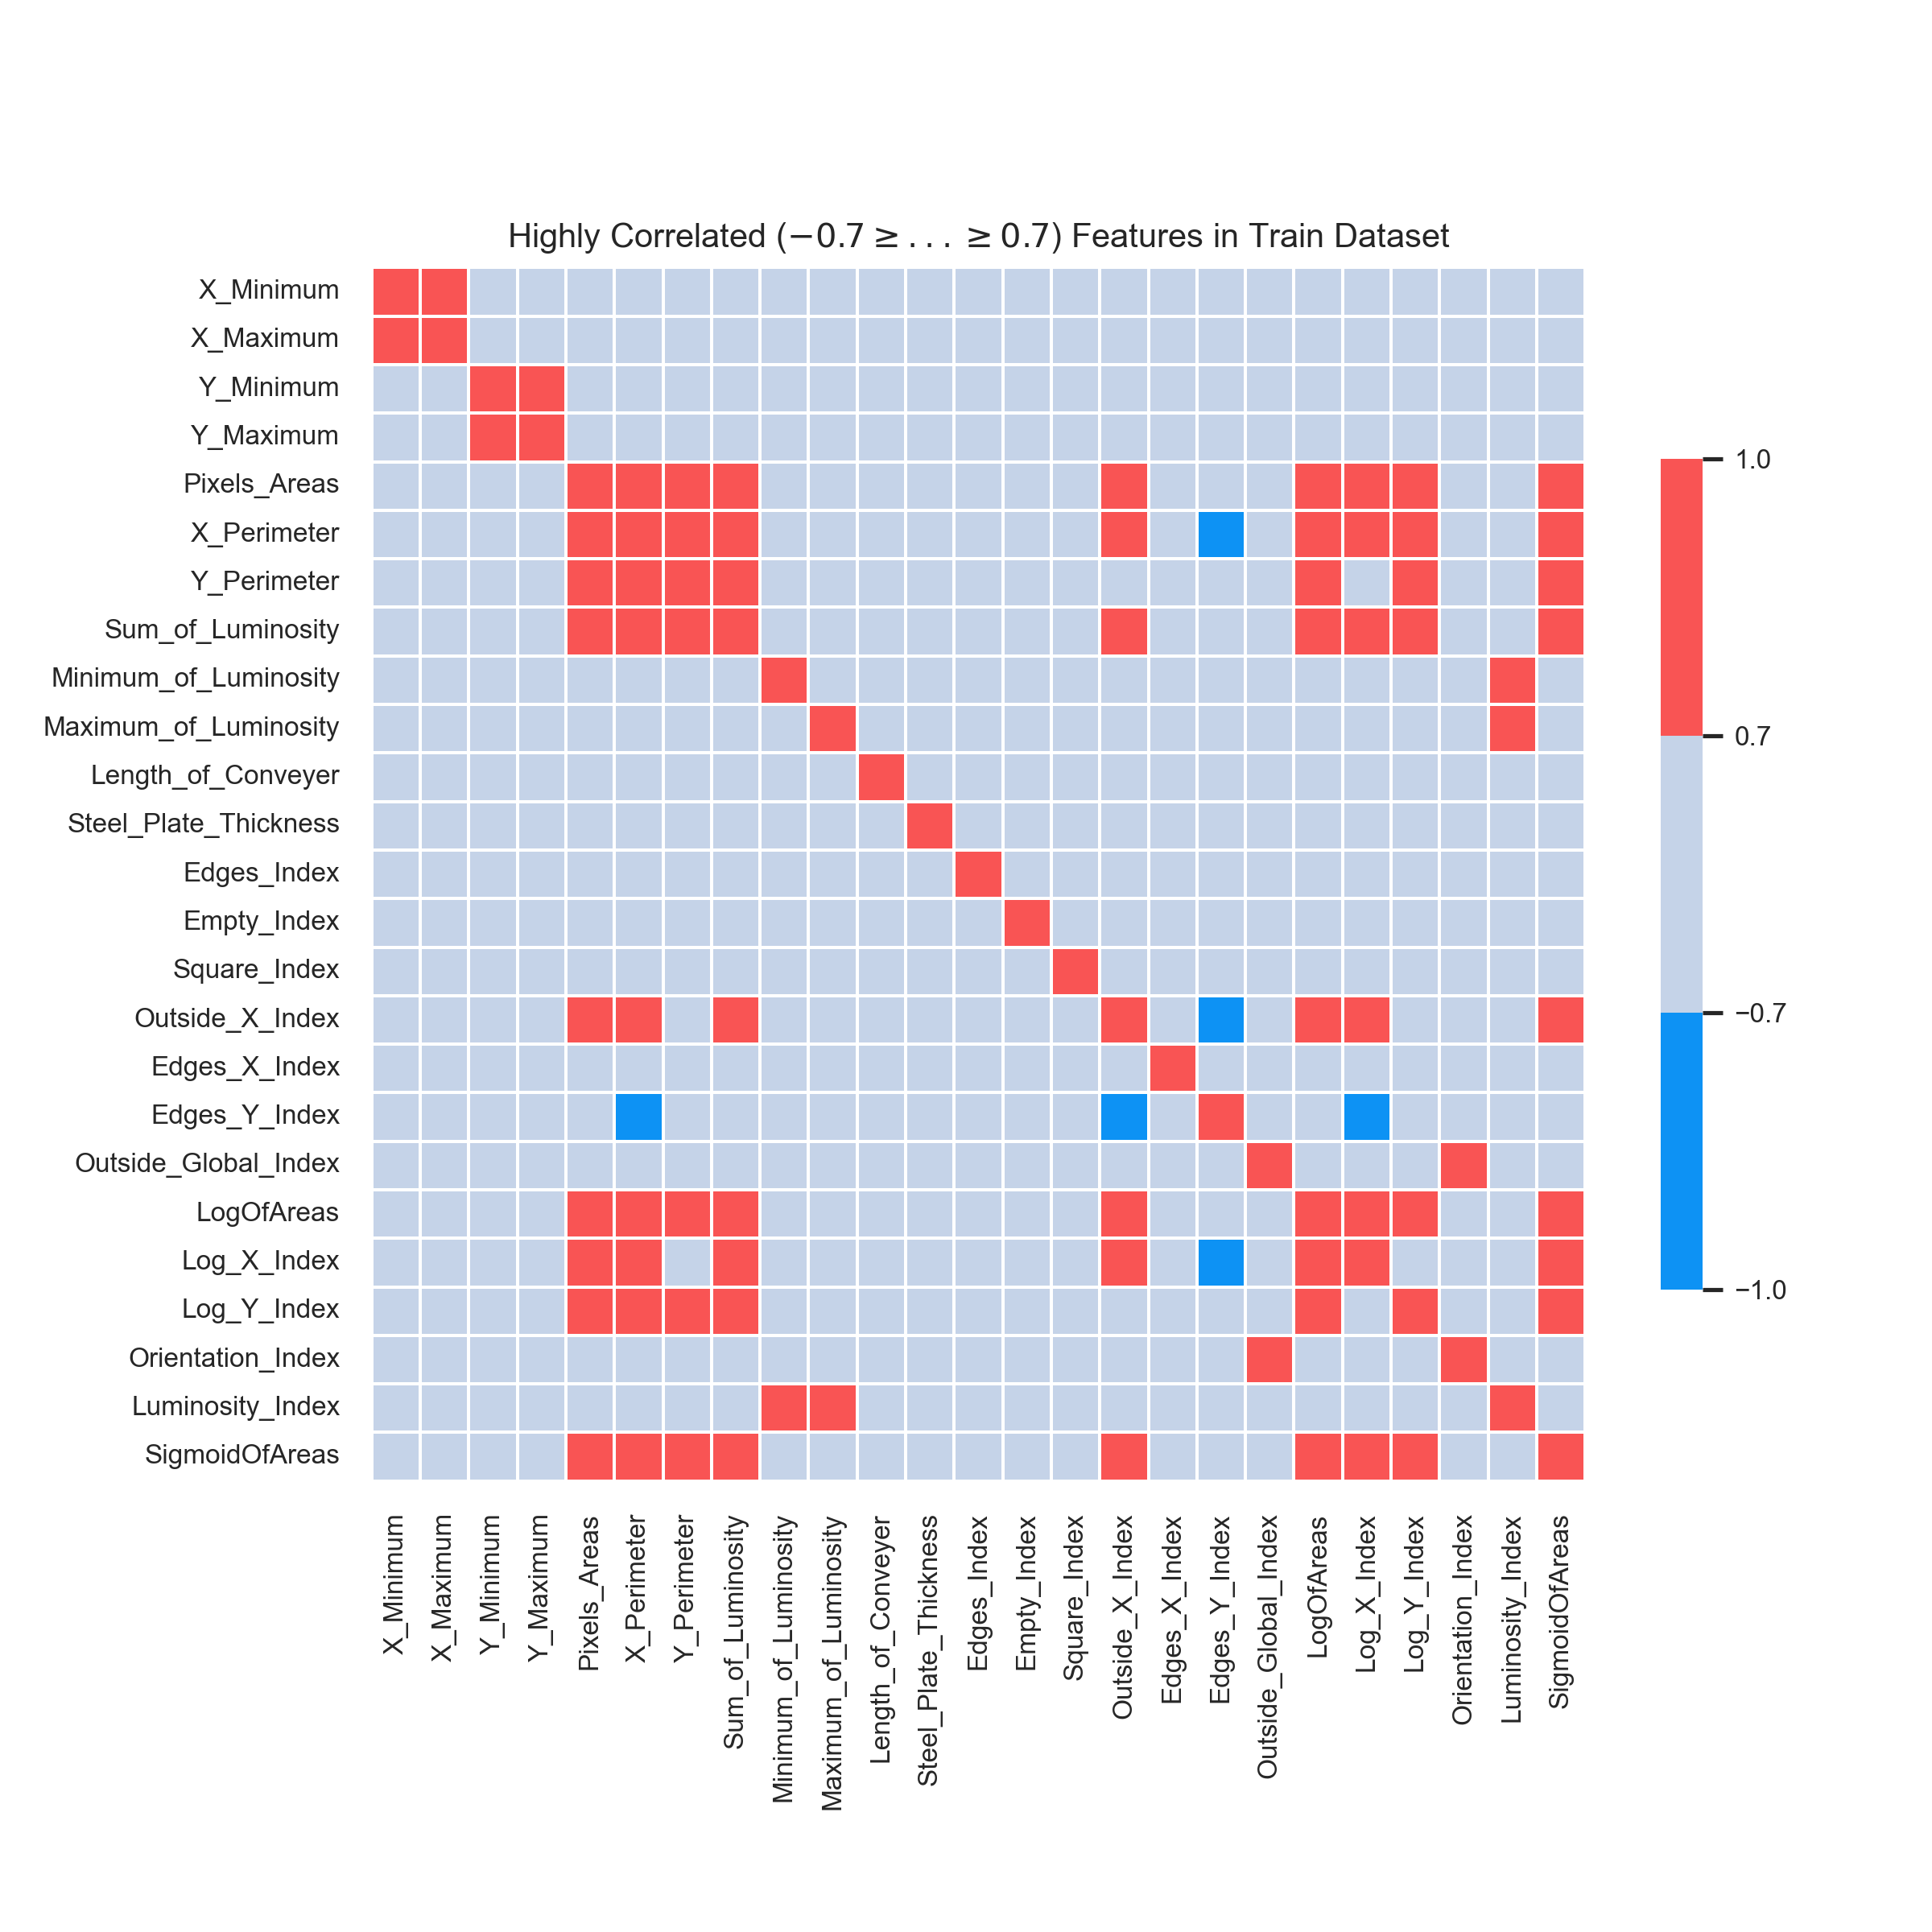 Highly Correlated (−0.7 ≥ . . . ≥ 0.7) Features in Train Dataset
X_Minimum
X_Maximum
Y_Minimum
Y_Maximum
Pixels_Areas
X_Perimeter
Y_Perimeter
Sum_of_Luminosity
Minimum_of_Luminosity
Maximum_of_Luminosity
Length_of_Conveyer
Steel_Plate_Thickness
Edges_Index
Empty_Index
Square_Index
Outside_X_Index
Edges_X_Index
Edges_Y_Index
Outside_Global_Index
LogOfAreas
Log_X_Index
Log_Y_Index
Orientation_Index
Luminosity_Index
SigmoidOfAreas
X_Minimum
X_Maximum
Y_Minimum
Y_Maximum
Pixels_Areas
X_Perimeter
Y_Perimeter
Sum_of_Luminosity
Minimum_of_Luminosity
Maximum_of_Luminosity
Length_of_Conveyer
Steel_Plate_Thickness
Edges_Index
Empty_Index
Square_Index
Outside_X_Index
Edges_X_Index
Edges_Y_Index
Outside_Global_Index
LogOfAreas
Log_X_Index
Log_Y_Index
Orientation_Index
Luminosity_Index
SigmoidOfAreas
1.0
0.7
−0.7
−1.0